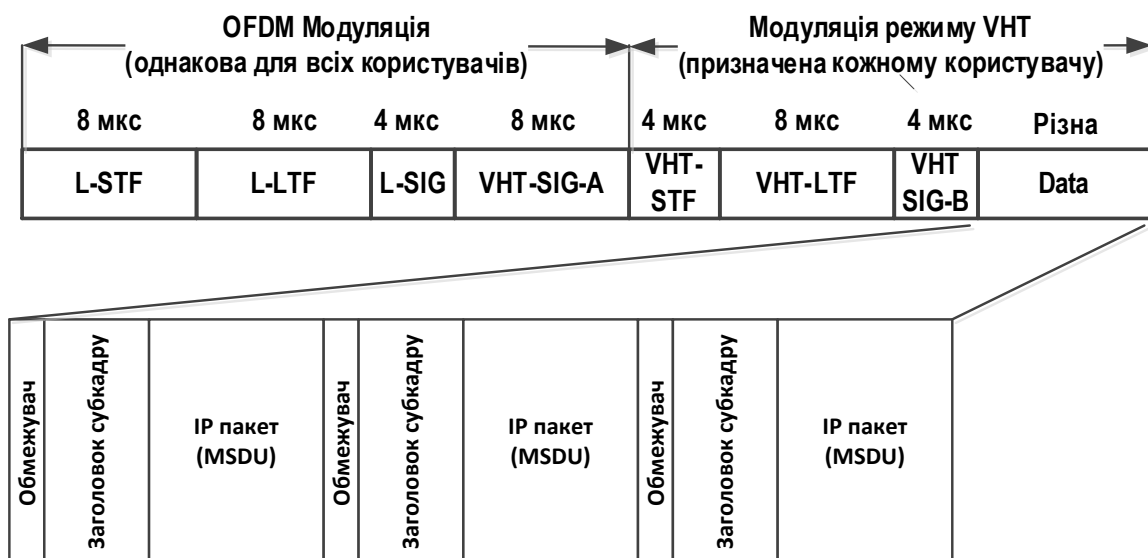 OFDM Модуляція
(однакова для всіх користувачів)
Модуляція режиму VHT
(призначена кожному користувачу)
8 мкс
8 мкс
4 мкс
8 мкс
4 мкс
8 мкс
4 мкс
Різна
L-STF
L-LTF
L-SIG
VHT-SIG-A
VHT-
STF
VHT-LTF
VHT
SIG-B
Data
Обмежувач
Заголовок субкадру
IP пакет
(MSDU)
Обмежувач
Заголовок субкадру
IP пакет
(MSDU)
Обмежувач
Заголовок субкадру
IP пакет
(MSDU)